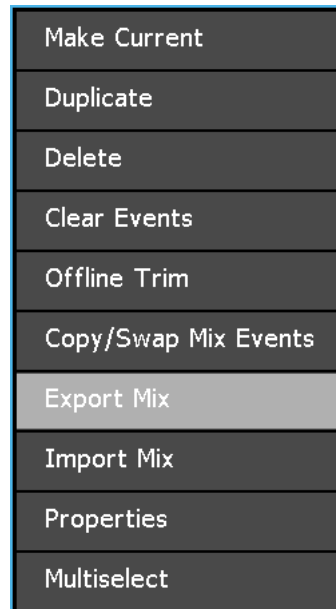 Make Current
Duplicate
Delete
Clear Events
Offline Trim
Copy/Swap Mix Events
Export Mix
Import Mix
Properties
Multiselect